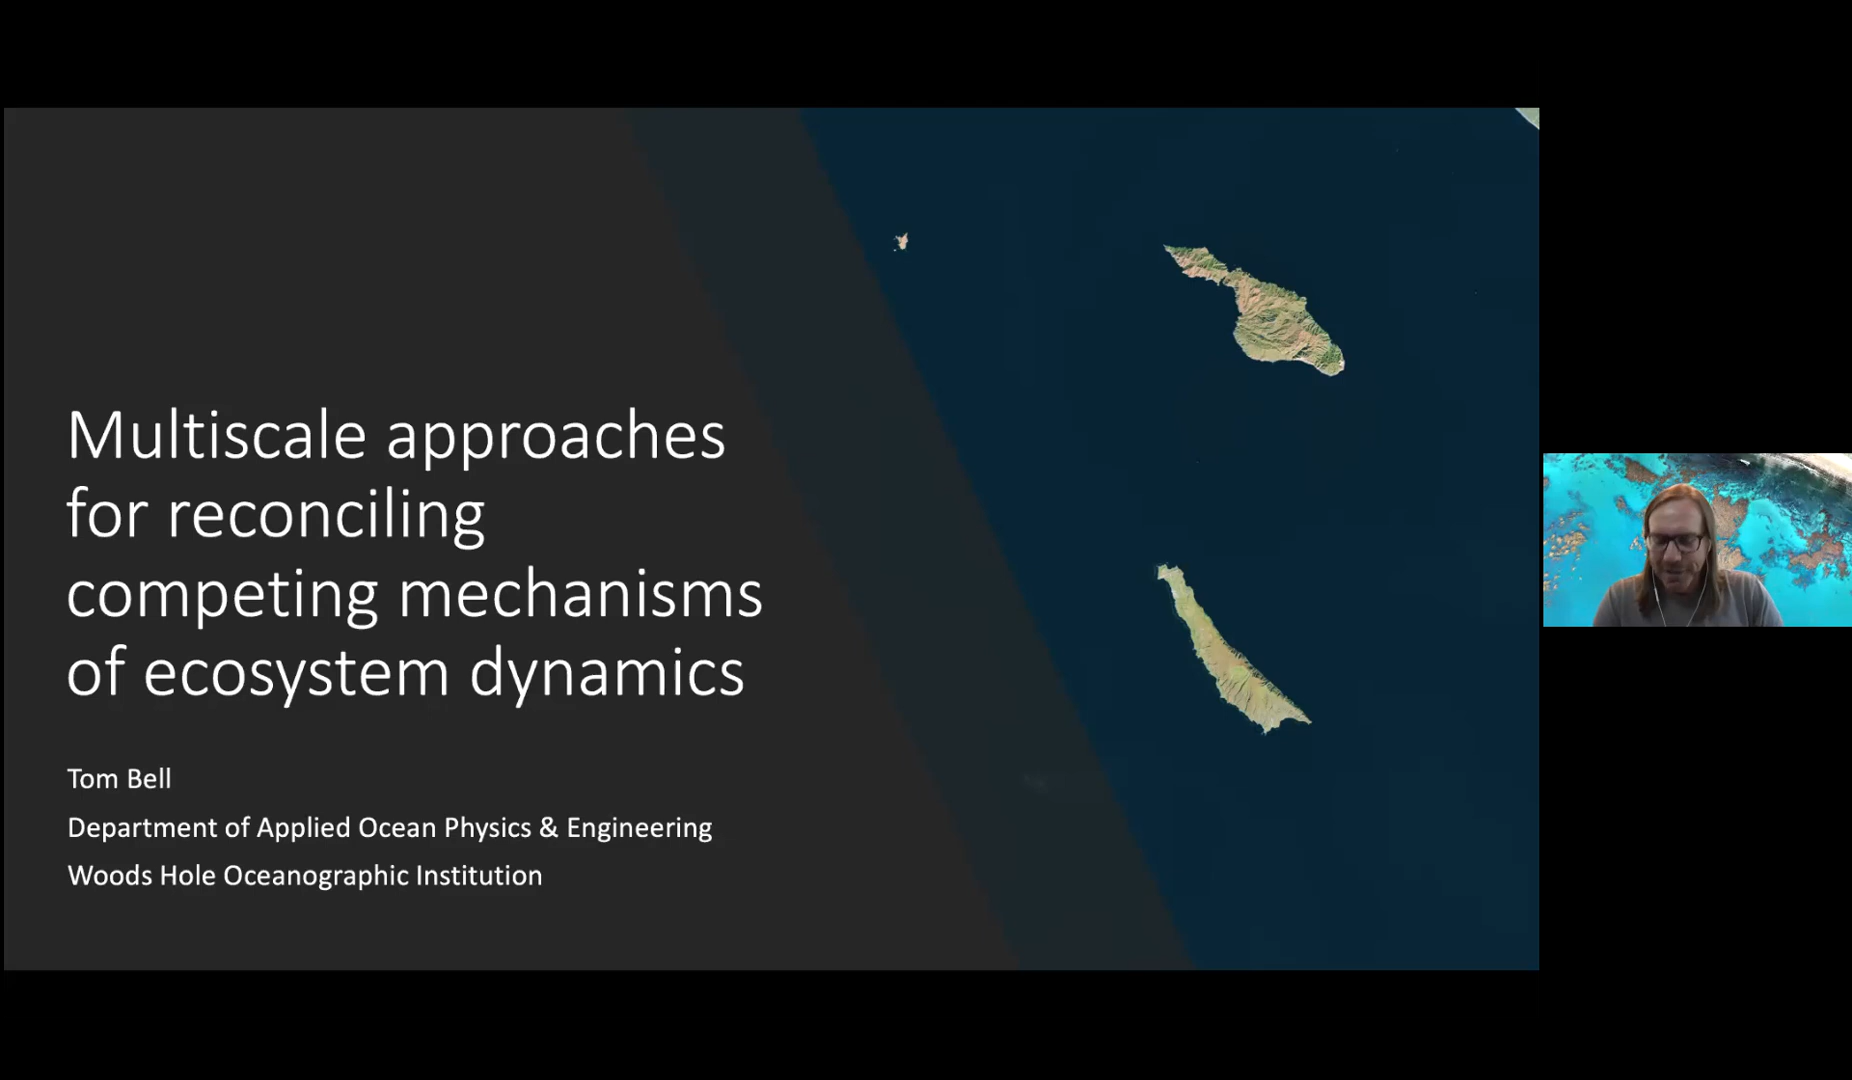 Multiscale approaches
for reconciling
competing mechanisms
of ecosystem dynamics
Tom Bell
Department of Applied Ocean Physics & Engineering
Woods Hole Oceanographic Institution